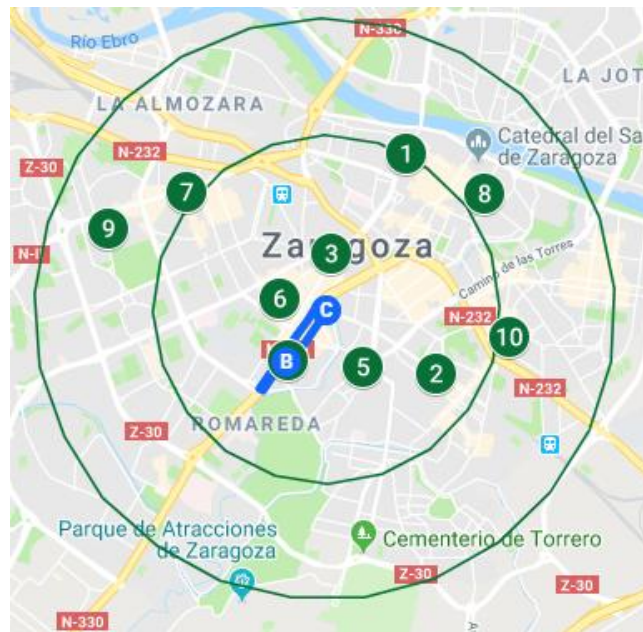 N-330
Río Ebro
LA JOT
LA ALMOZARA
Catedral del Sa
de Zaragoza
N-232
1
Z-30
7
8
9
N-II
Zaragoza
3
Camino de las Torres
6
C
N-232
10
B
5
2
N-232
ROMAREDA
Z-30
Parque de Atracciones
de Zaragoza
Cementerio de Torrero
Z-30
Z-30
N-330